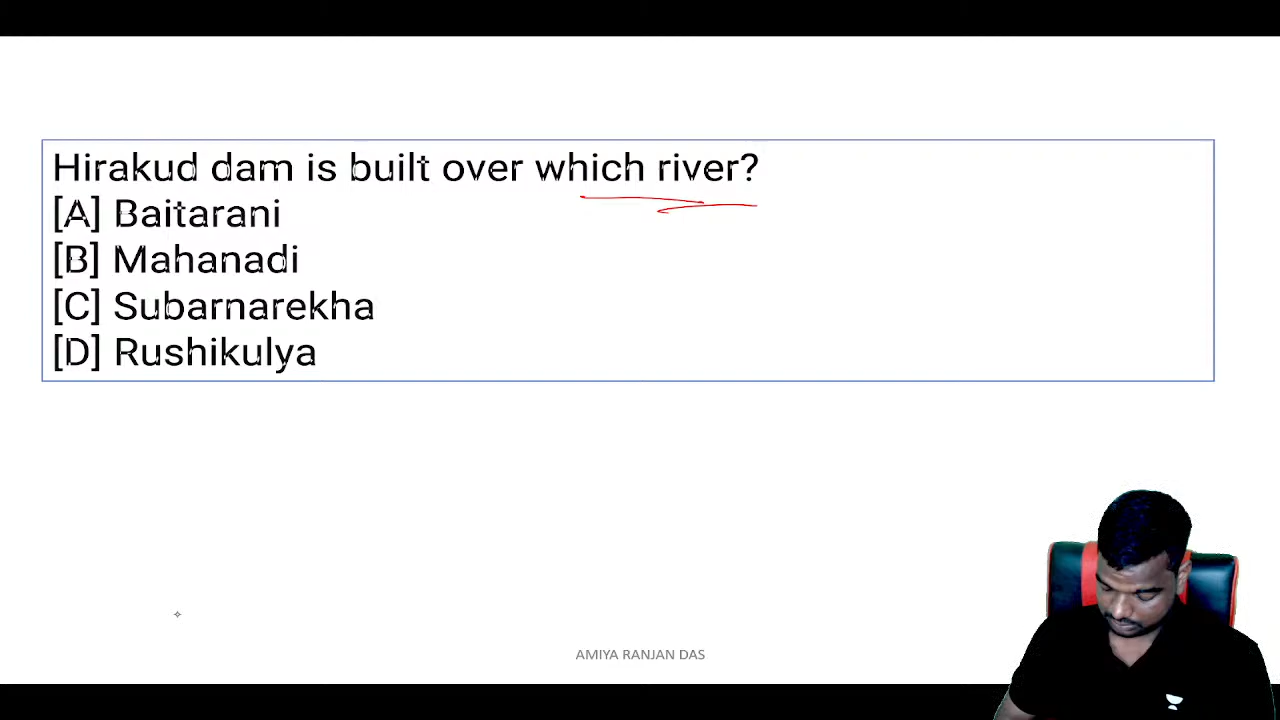 Hirakud dam is built over which river?
[A] Baitarani
[B] Mahanadi
[C] Subarnarekha
[D] Rushikulya
AMIYA RANJAN DAS